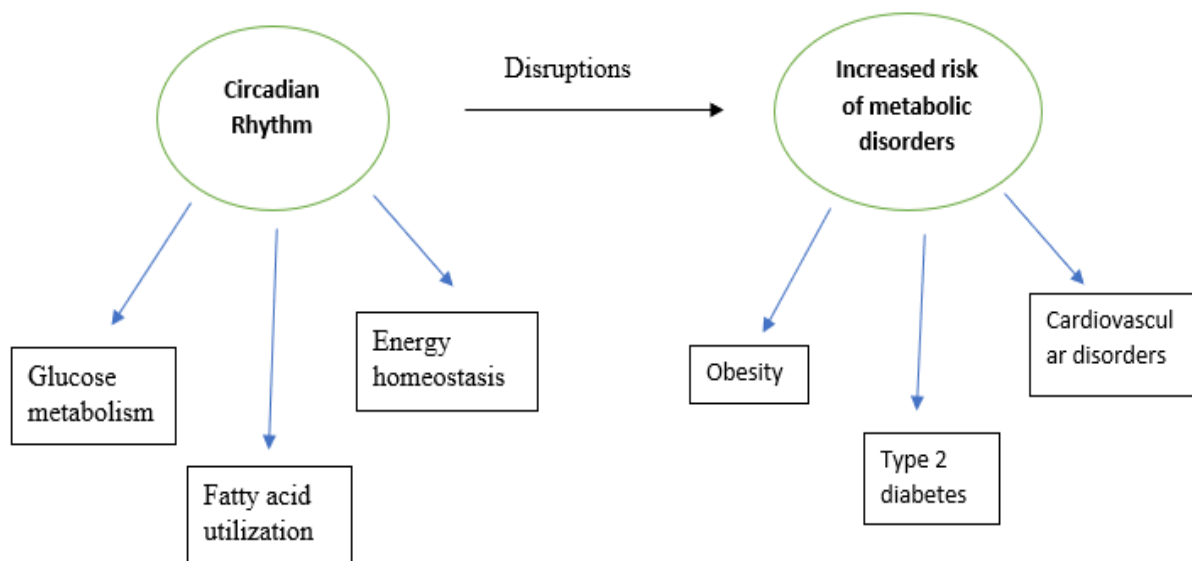 Circadian
Rhythm
Disruptions
Increased risk
of metabolic
disorders
Glucose
metabolism
Fatty acid
utilization
Energy
homeostasis
Obesity
Type 2
diabetes
Cardiovascul
ar disorders